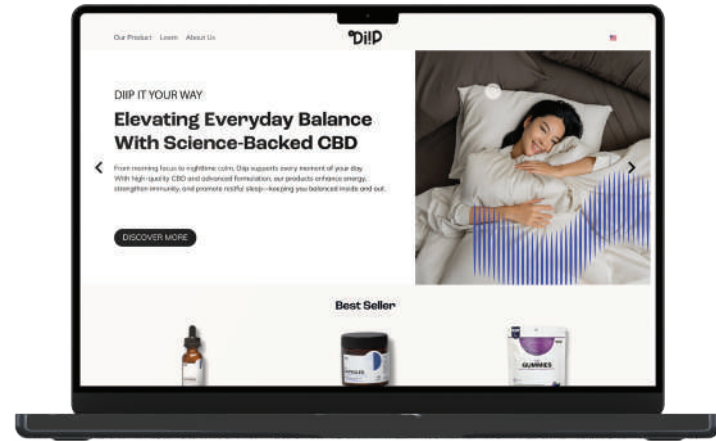 Our Product Learn About Us
DiIP
DIIP IT YOUR WAY
Elevating Everyday Balance
With Science-Backed CBD
From morning focus to nighttime calm, Diip supports every moment of your day.
With high-quality CBD and advanced formulation, our products enhance energy,
strengthen immunity, and promote restful sleep—keeping you balanced inside and out.
DISCOVER MORE
Best Seller
CAPSULES
GUMMIES